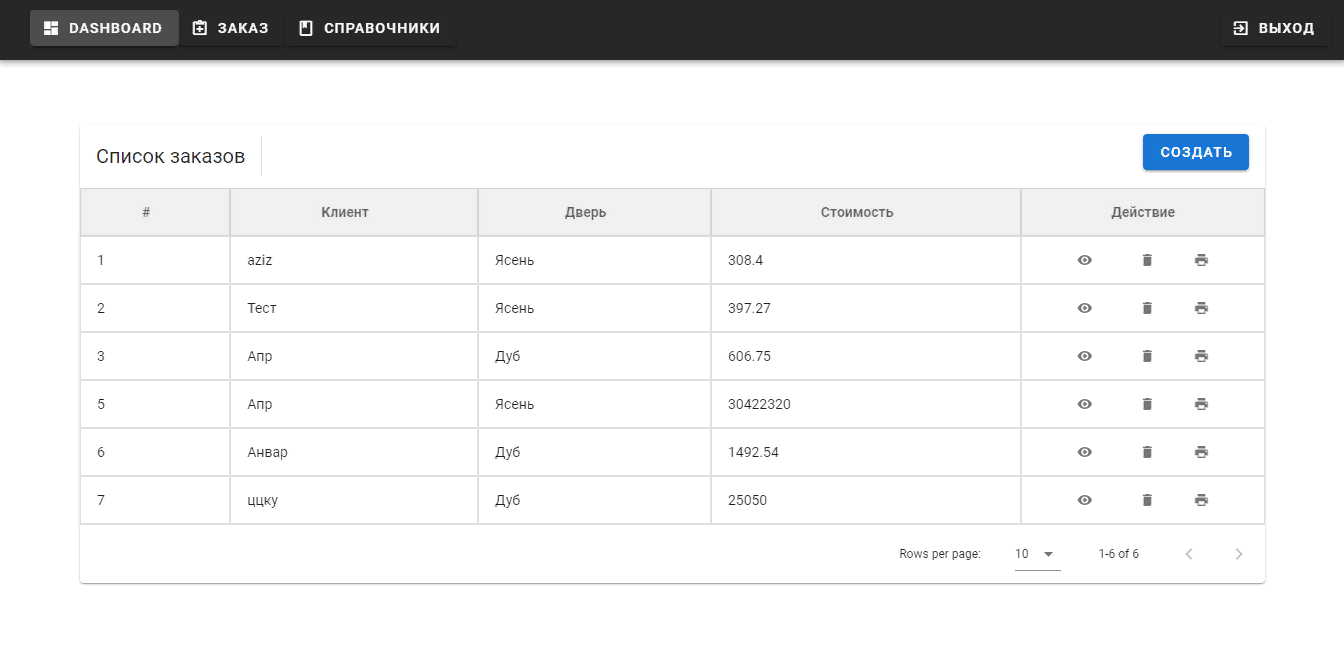 DASHBOARD ЗАКАЗ СПРАВОЧНИКИ ВЫХОД
Список заказов СОЗДАТЬ
# Клиент Дверь Стоимость Действие
1 aziz Ясень 308.4
2 Тест Ясень 397.27
3 Апр Дуб 606.75
5 Апр Ясень 30422320
6 Анвар Дуб 1492.54
7 ццку Дуб 25050
Rows per page: 10 1-6 of 6